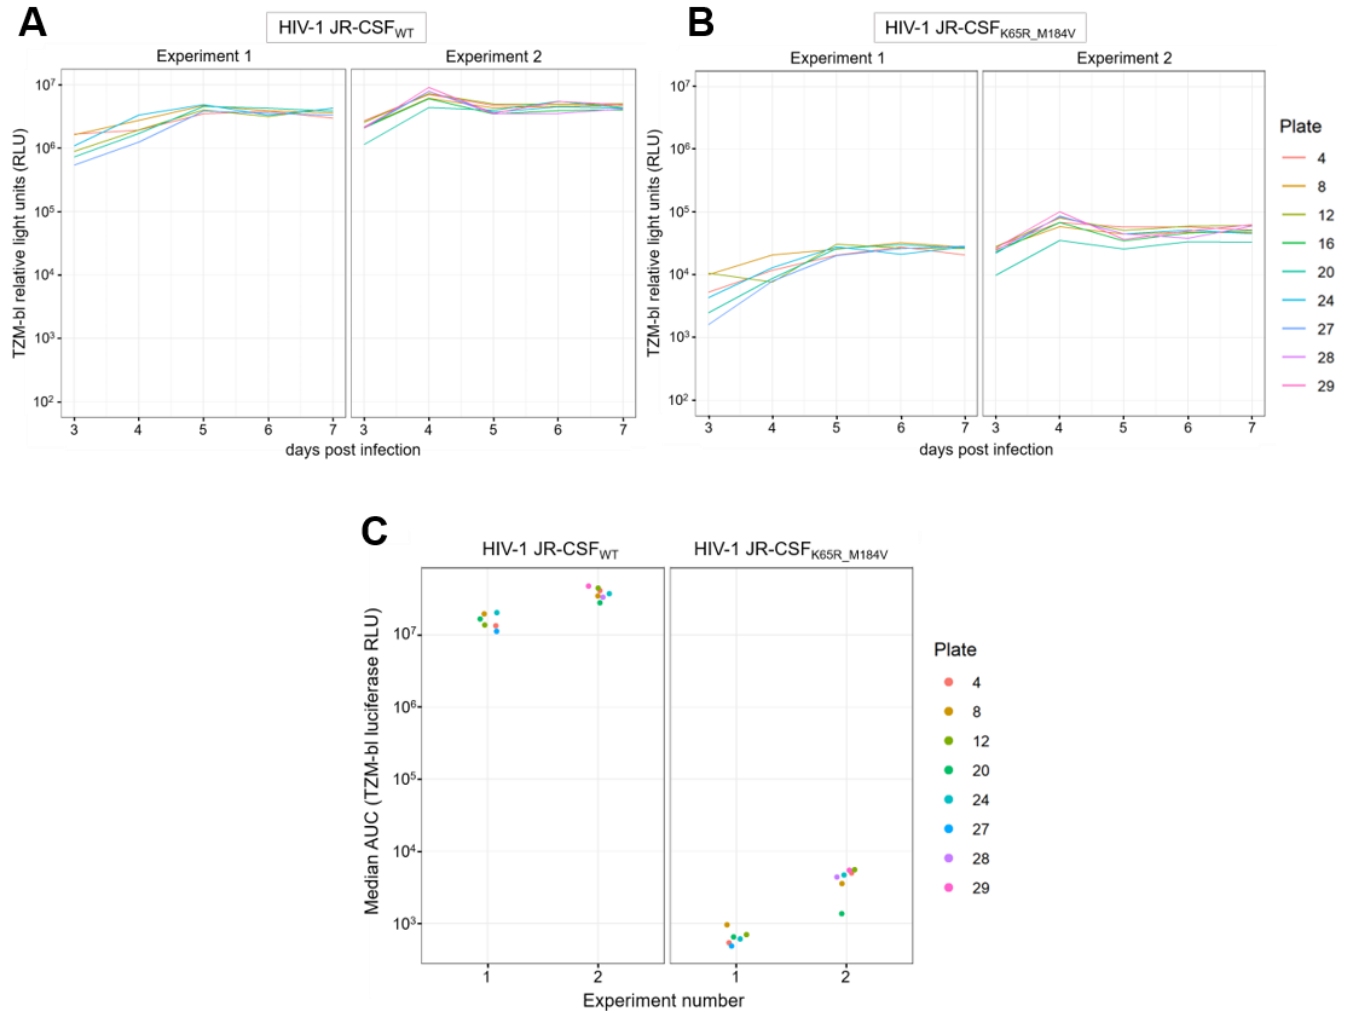 A
HIV-1 JR-CSFWT
Experiment 1
Experiment 2
TZM-bl relative light units (RLU)
10⁷
10⁶
10⁵
10⁴
10³
10²
3 4 5 6 7
3 4 5 6 7
days post infection
B
HIV-1 JR-CSFK65R_M184V
Experiment 1
Experiment 2
TZM-bl relative light units (RLU)
10⁷
10⁶
10⁵
10⁴
10³
10²
3 4 5 6 7
3 4 5 6 7
days post infection
Plate
4
8
12
16
20
24
27
28
29
C
HIV-1 JR-CSFWT
HIV-1 JR-CSFK65R_M184V
Median AUC (TZM-bl luciferase RLU)
10⁷
10⁶
10⁵
10⁴
10³
1 2
1 2
Experiment number
Plate
4
8
12
20
24
27
28
29